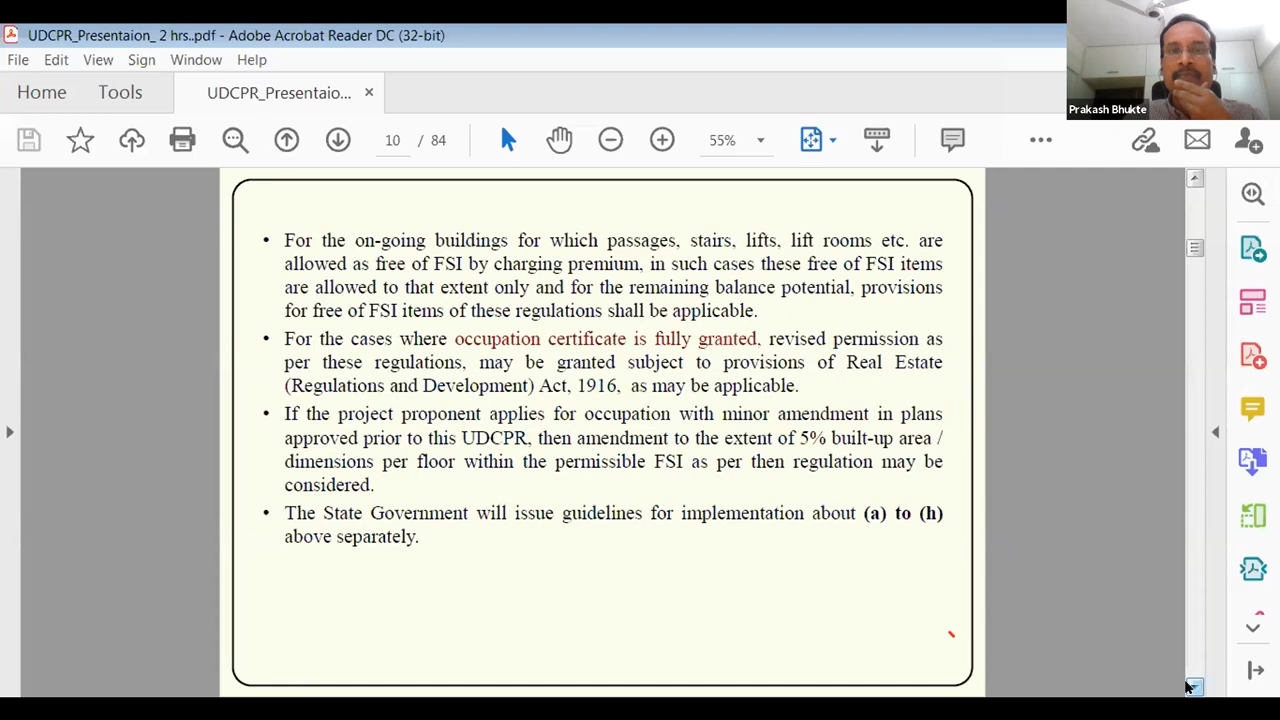 UDCPR_Presentaion_ 2 hrs..pdf - Adobe Acrobat Reader DC (32-bit)
File Edit View Sign Window Help
Home Tools UDCPR_Presentaio... ×
10 / 84 55%
Prakash Bhukte
• For the on-going buildings for which passages, stairs, lifts, lift rooms etc. are
allowed as free of FSI by charging premium, in such cases these free of FSI items
are allowed to that extent only and for the remaining balance potential, provisions
for free of FSI items of these regulations shall be applicable.
• For the cases where occupation certificate is fully granted, revised permission as
per these regulations, may be granted subject to provisions of Real Estate
(Regulations and Development) Act, 1916, as may be applicable.
• If the project proponent applies for occupation with minor amendment in plans
approved prior to this UDCPR, then amendment to the extent of 5% built-up area /
dimensions per floor within the permissible FSI as per then regulation may be
considered.
• The State Government will issue guidelines for implementation about (a) to (h)
above separately.